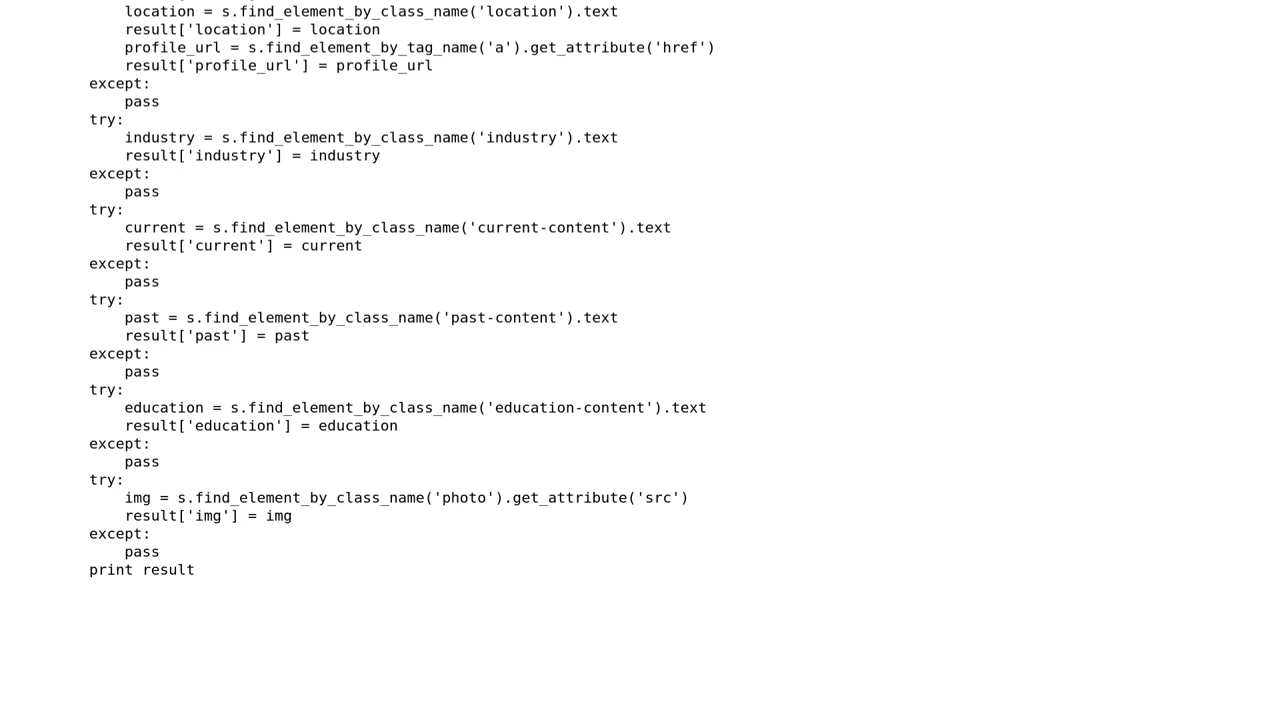 location = s.find_element_by_class_name('location').text
result['location'] = location
profile_url = s.find_element_by_tag_name('a').get_attribute('href')
result['profile_url'] = profile_url
except:
pass
try:
industry = s.find_element_by_class_name('industry').text
result['industry'] = industry
except:
pass
try:
current = s.find_element_by_class_name('current-content').text
result['current'] = current
except:
pass
try:
past = s.find_element_by_class_name('past-content').text
result['past'] = past
except:
pass
try:
education = s.find_element_by_class_name('education-content').text
result['education'] = education
except:
pass
try:
img = s.find_element_by_class_name('photo').get_attribute('src')
result['img'] = img
except:
pass
print result